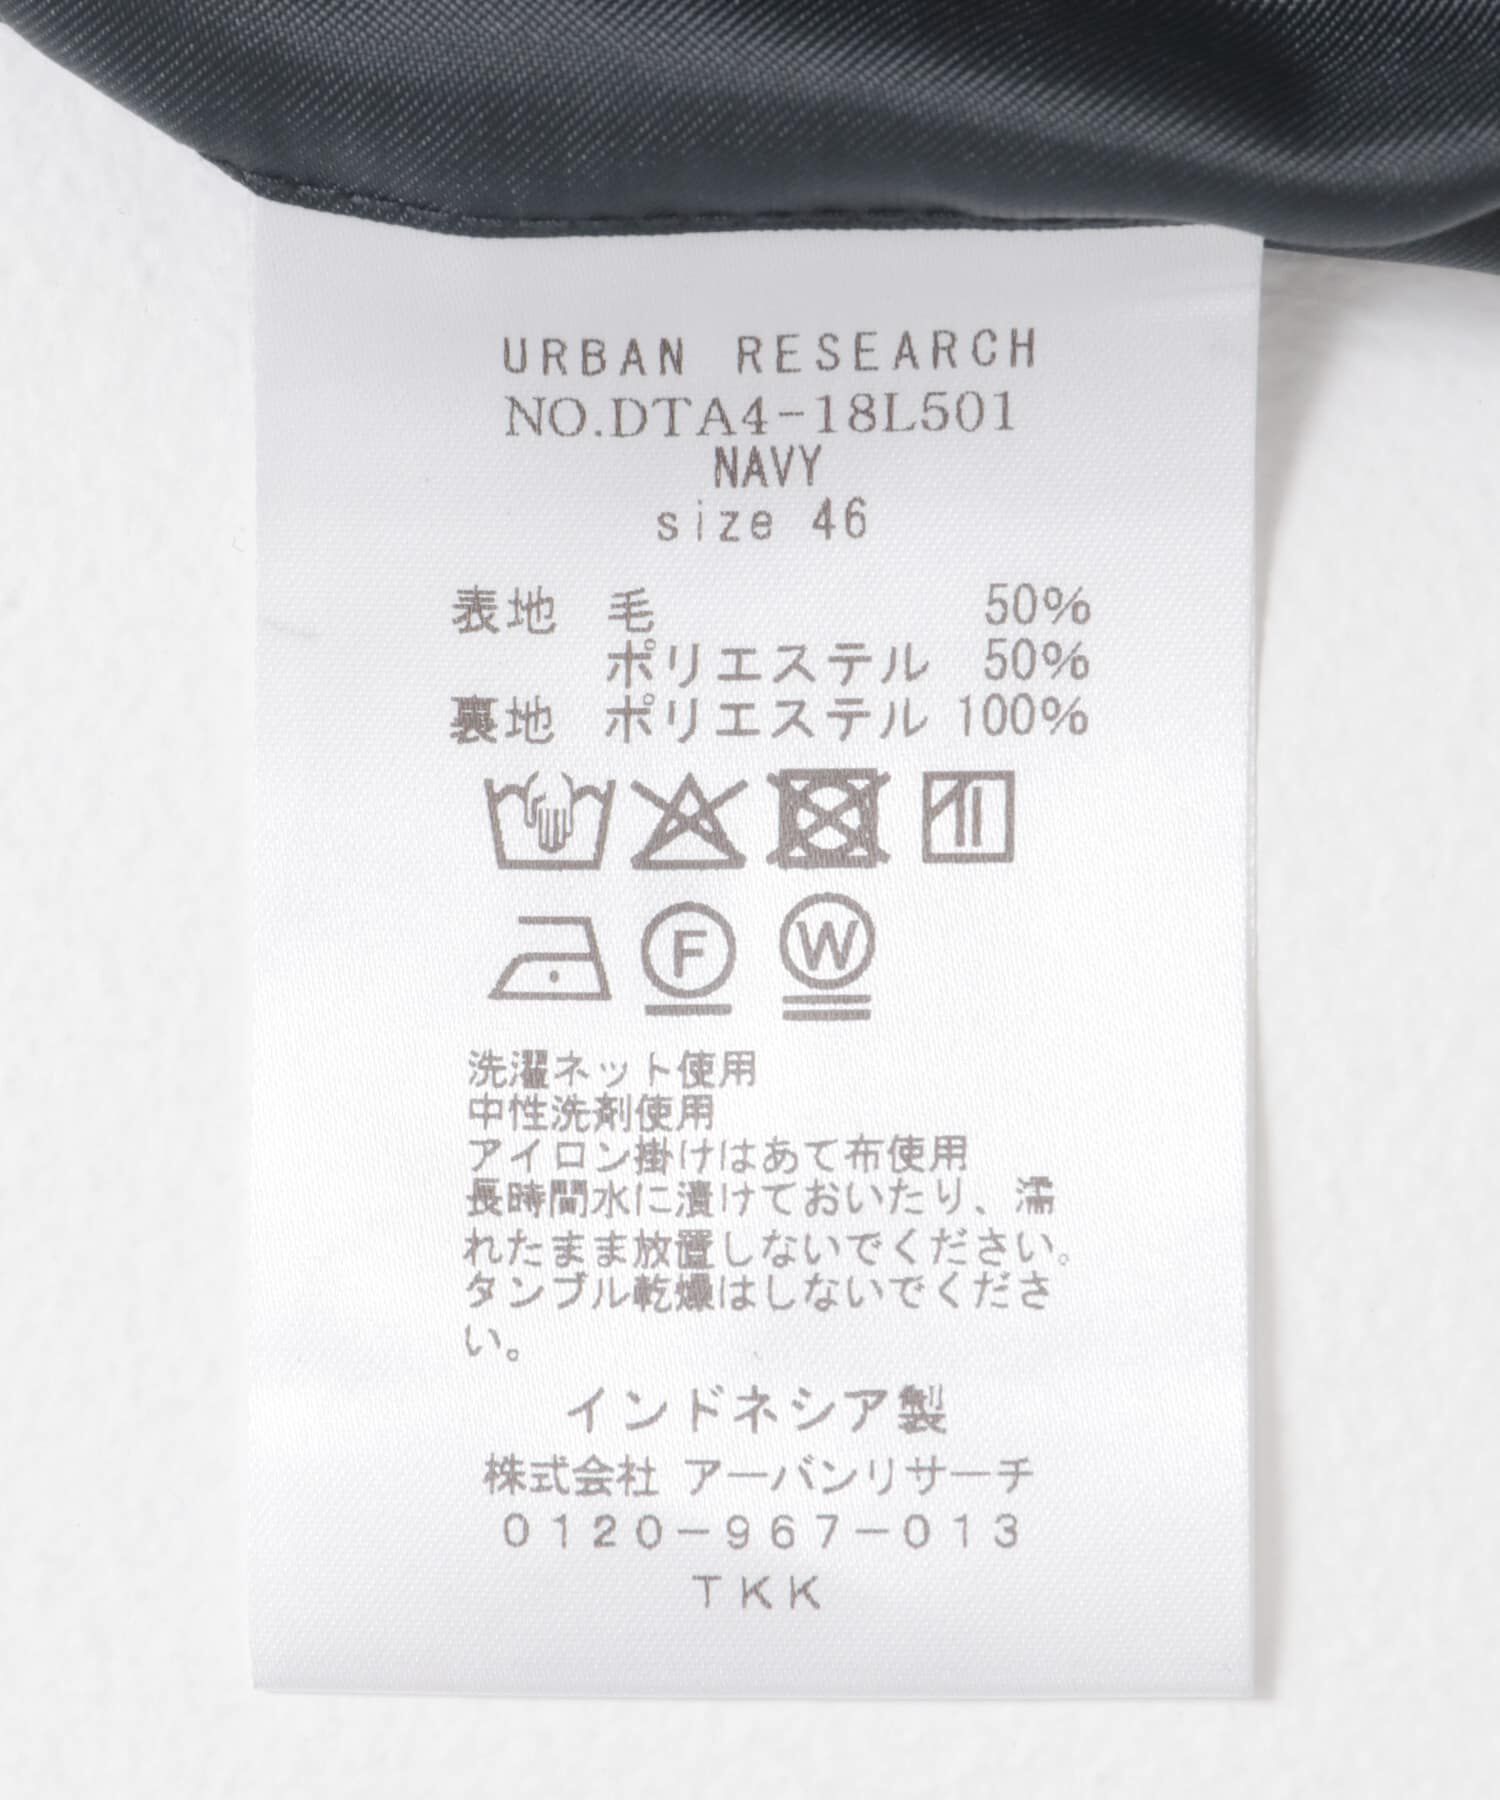 URBAN RESEARCH
NO.DTA4-18L501
NAVY
size 46
表地 毛 50%
ポリエステル 50%
裏地 ポリエステル 100%
F W
洗濯ネット使用
中性洗剤使用
アイロン掛けはあて布使用
長時間水に漬けておいたり、濡
れたまま放置しないでください。
タンブル乾燥はしないでくださ
い。
インドネシア製
株式会社 アーバンリサーチ
0120-967-013
TKK